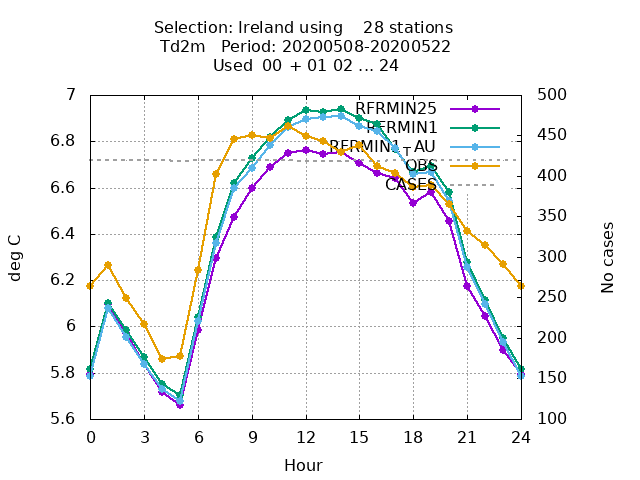 Selection: Ireland using 28 stations
Td2m Period: 20200508-20200522
Used 00 + 01 02 ... 24
7 500
RFRMIN25
RFRMIN1
6.8 450
RFRMIN1_TAU
OBS
400
6.6 CASES
350
6.4
300
6.2 250
6 200
5.8 150
5.6 100
0 3 6 9 12 15 18 21 24
deg C
No cases
Hour